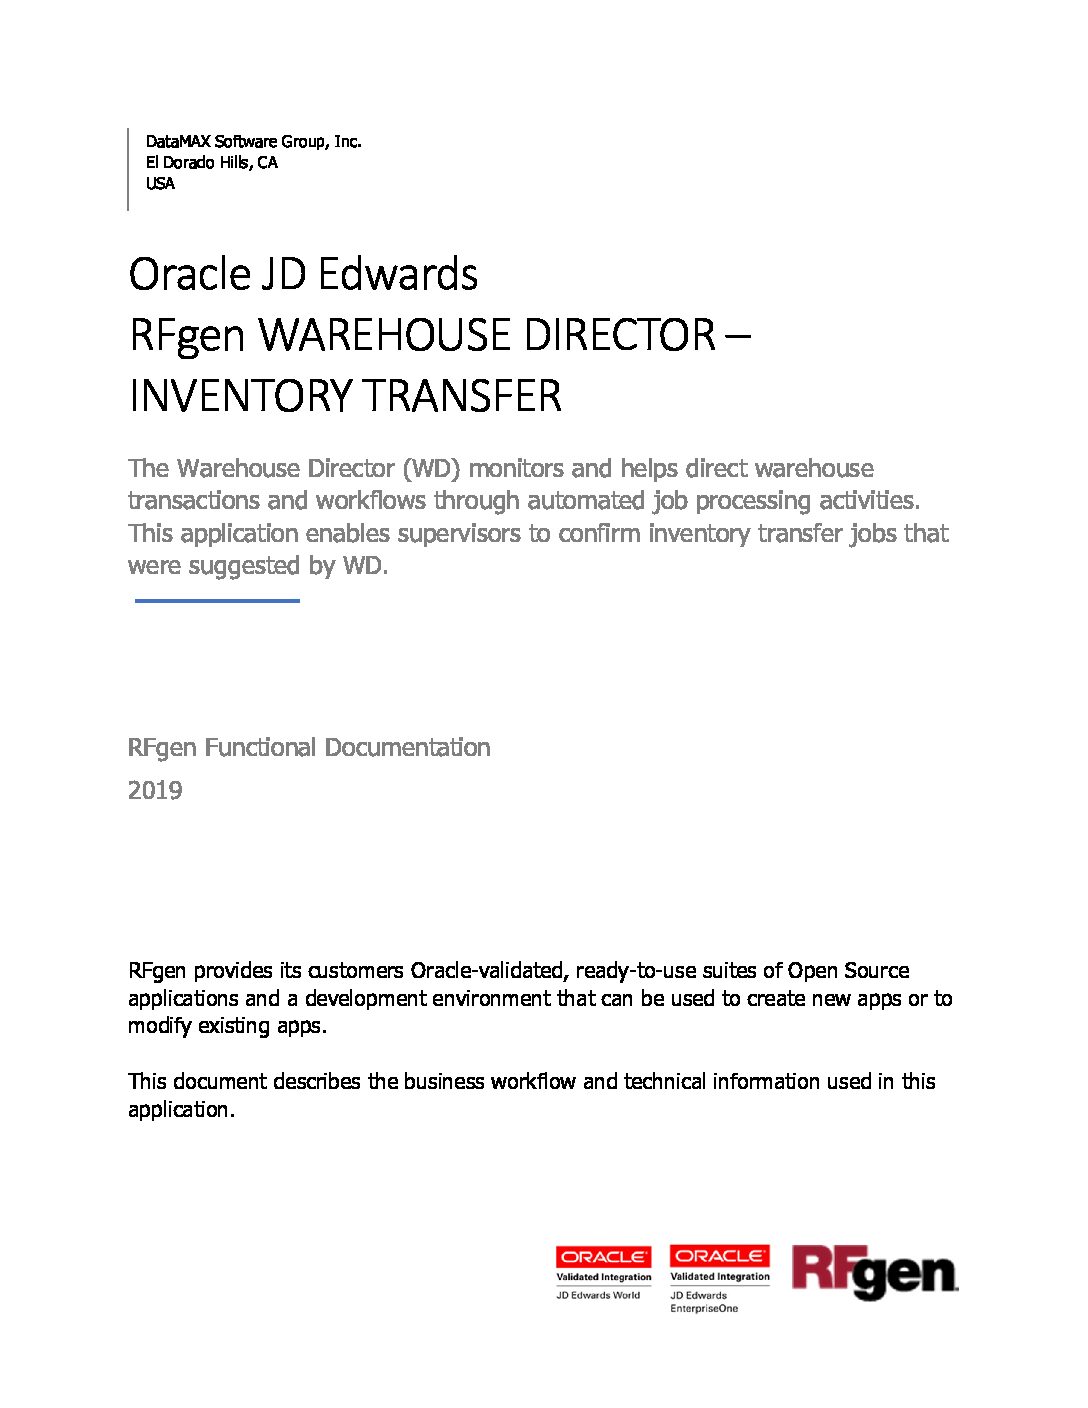 DataMAX Software Group, Inc.
El Dorado Hills, CA
USA
Oracle JD Edwards
RFgen WAREHOUSE DIRECTOR –
INVENTORY TRANSFER
The Warehouse Director (WD) monitors and helps direct warehouse
transactions and workflows through automated job processing activities.
This application enables supervisors to confirm inventory transfer jobs that
were suggested by WD.
RFgen Functional Documentation
2019
RFgen provides its customers Oracle-validated, ready-to-use suites of Open Source
applications and a development environment that can be used to create new apps or to
modify existing apps.
This document describes the business workflow and technical information used in this
application.
ORACLE
Validated Integration
JD Edwards World
ORACLE
Validated Integration
JD Edwards
EnterpriseOne
RFgen